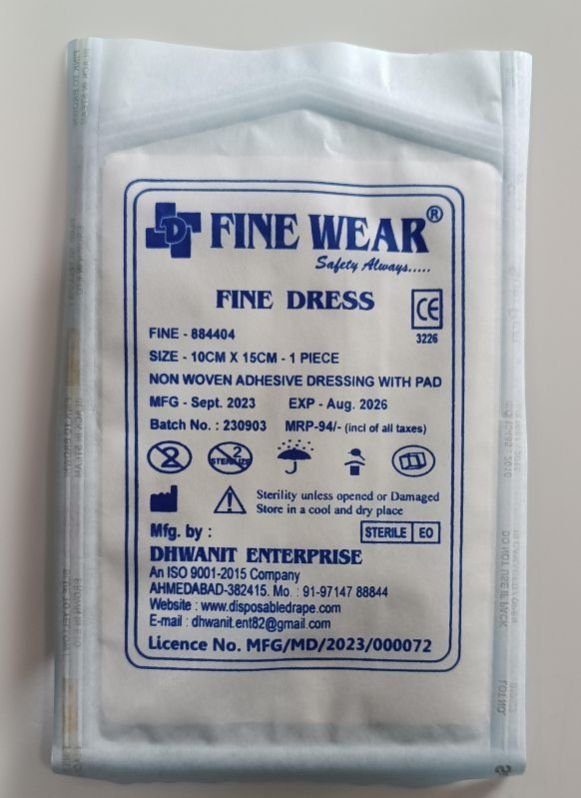 D
FINE WEAR®
Safety Always.....
FINE DRESS
CE
3226
FINE - 884404
SIZE - 10CM X 15CM - 1 PIECE
NON WOVEN ADHESIVE DRESSING WITH PAD
MFG - Sept. 2023 EXP - Aug. 2026
Batch No. : 230903 MRP-94/- (incl of all taxes)
2
2
STERILIZE
Sterility unless opened or Damaged
Store in a cool and dry place
STERILE EO
Mfg. by :
DHWANIT ENTERPRISE
An ISO 9001-2015 Company
AHMEDABAD-382415. Mo. : 91-97147 88844
Website : www.disposabledrape.com
E-mail : dhwanit.ent82@gmail.com
Licence No. MFG/MD/2023/000072